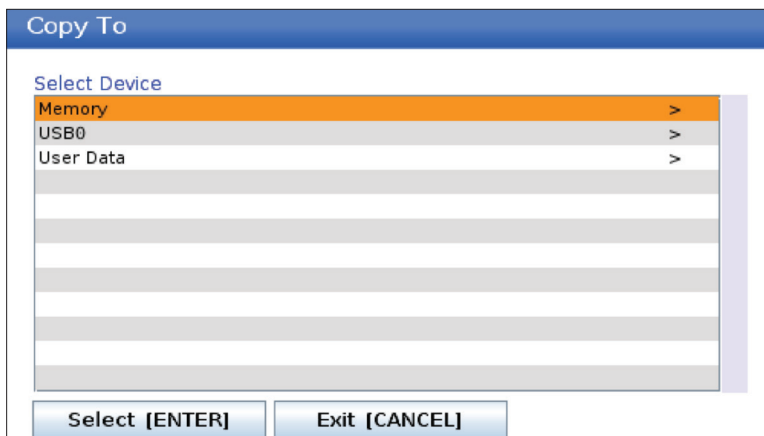 Copy To
Select Device
Memory >
USB0 >
User Data >
Select [ENTER] Exit [CANCEL]